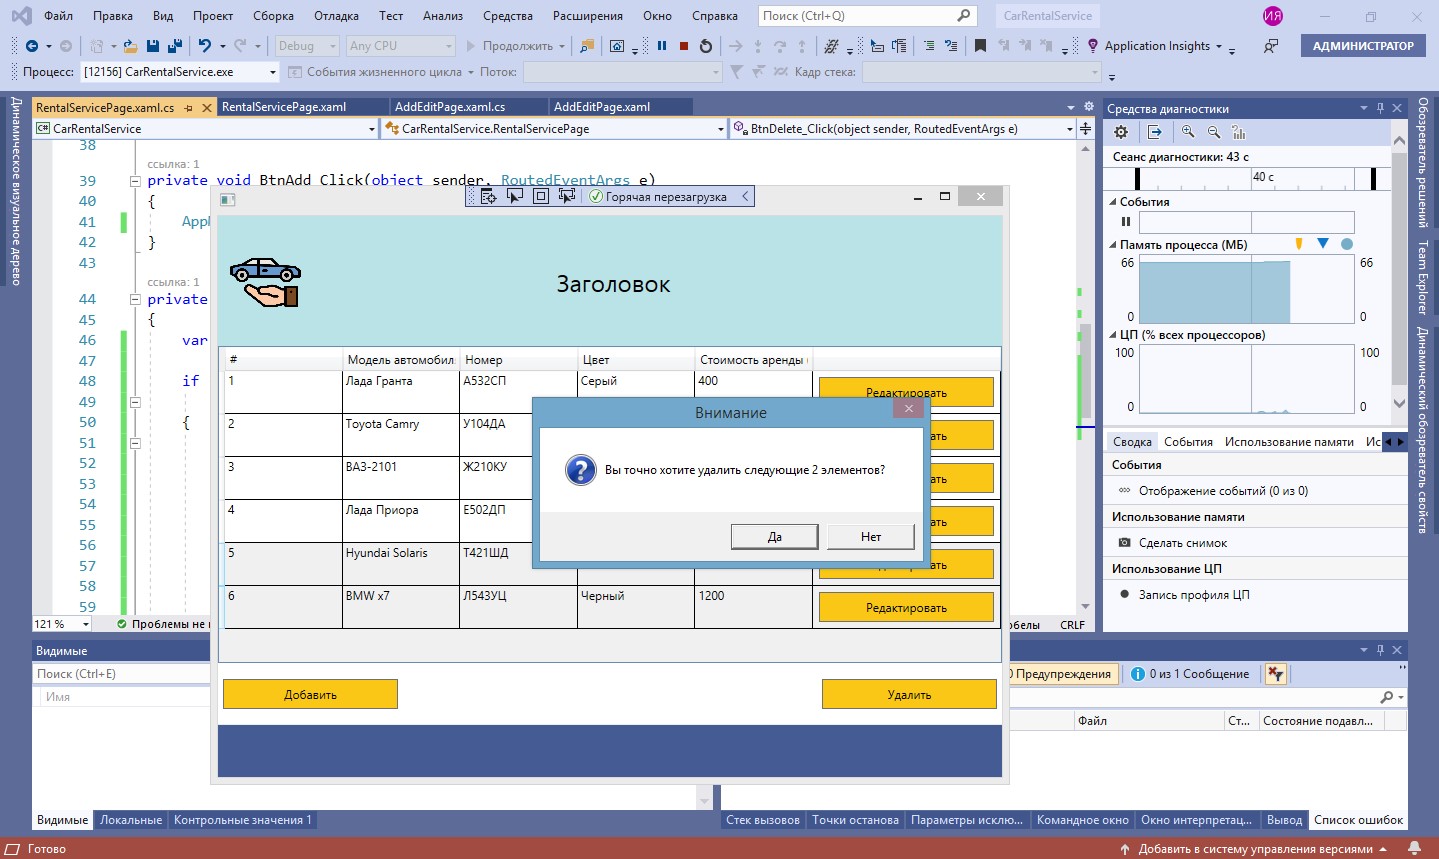 Файл Правка Вид Проект Сборка Отладка Тест Анализ Средства Расширения Окно Справка Поиск (Ctrl+Q) CarRentalService ИЯ
Debug Any CPU Продолжить Application Insights АДМИНИСТРАТОР
Процесс: [12156] CarRentalService.exe События жизненного цикла Поток: Кадр стека:
Динамическое визуальное дерево
RentalServicePage.xaml.cs RentalServicePage.xaml AddEditPage.xaml.cs AddEditPage.xaml
CarRentalService CarRentalService.RentalServicePage BtnDelete_Click(object sender, RoutedEventArgs e)
38
ссылка: 1
39 private void BtnAdd_Click(object sender, RoutedEventArgs e)
40 {
41 Appl
42 }
43
ссылка: 1
44 private
45 {
46 var
47
48 if
49
50 {
51
52
53
54
55
56
57
58
59
121 % Проблемы не н обелы CRLF
Горячая перезагрузка
Заголовок
# Модель автомобил Номер Цвет Стоимость аренды
1 Лада Гранта А532СП Серый 400 Редактировать
2 Toyota Camry У104ДА ать
3 ВАЗ-2101 Ж210КУ ать
4 Лада Приора Е502ДП ать
5 Hyundai Solaris Т421ШД ать
6 BMW x7 Л543УЦ Черный 1200 Редактировать
Добавить Удалить
Внимание
Вы точно хотите удалить следующие 2 элементов?
Да Нет
Средства диагностики
Сеанс диагностики: 43 с
40 с
События
Память процесса (МБ)
66 66
0 0
ЦП (% всех процессоров)
100 100
0 0
Сводка События Использование памяти Ис
События
Отображение событий (0 из 0)
Использование памяти
Сделать снимок
Использование ЦП
Запись профиля ЦП
Обозреватель решений
Team Explorer
Динамический обозреватель свойств
Видимые
Поиск (Ctrl+E)
Имя
0 Предупреждения 0 из 1 Сообщение
Файл Ст... Состояние подавл...
Видимые Локальные Контрольные значения 1
Стек вызовов Точки останова Параметры исклю... Командное окно Окно интерпретац... Вывод Список ошибок
Готово Добавить в систему управления версиями